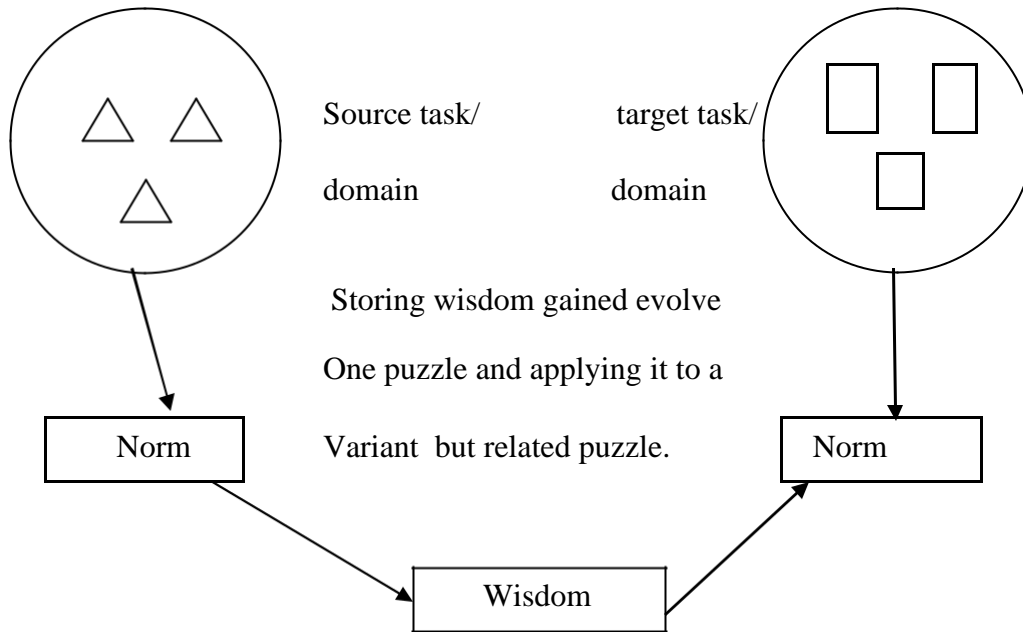 Source task/ target task/
domain domain
Storing wisdom gained evolve
One puzzle and applying it to a
Norm Variant but related puzzle. Norm
Wisdom